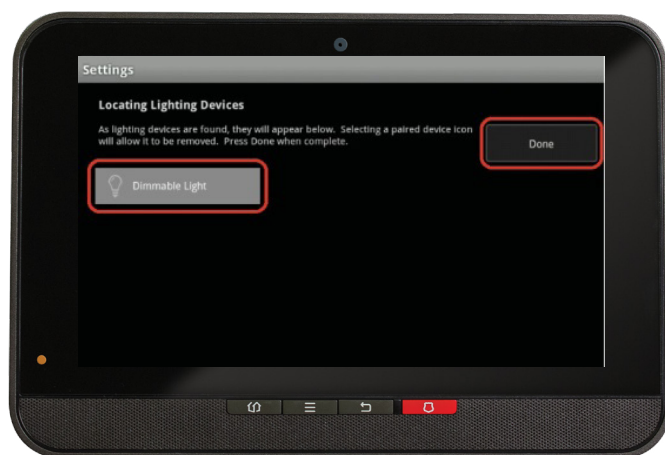 Settings
Locating Lighting Devices
As lighting devices are found, they will appear below. Selecting a paired device icon
will allow it to be removed. Press Done when complete.
Done
Dimmable Light